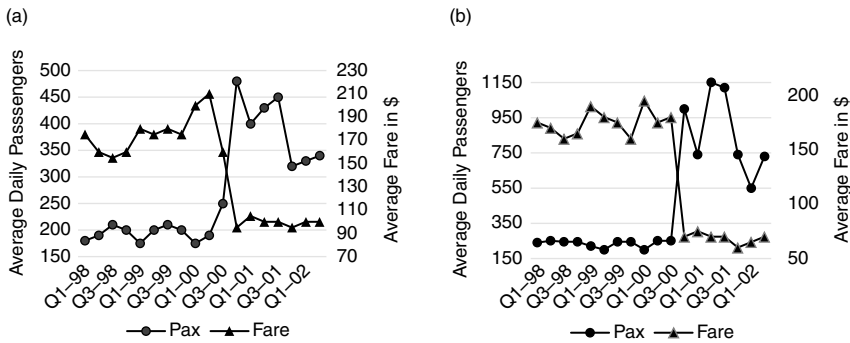 (a)
Average Daily Passsengers
500
450
400
350
300
250
200
150
230
210
190
170
150
130
110
90
70
Average Fare in $
Q1–98
Q3–98
Q1–99
Q3–99
Q1–00
Q3–00
Q1–01
Q3–01
Q1–02
Pax
Fare
(b)
Average Daily Passengers
1150
950
750
550
350
150
200
150
100
50
Average Fare in $
Q1–98
Q3–98
Q1–99
Q3–99
Q1–00
Q3–00
Q1–01
Q3–01
Q1–02
Pax
Fare